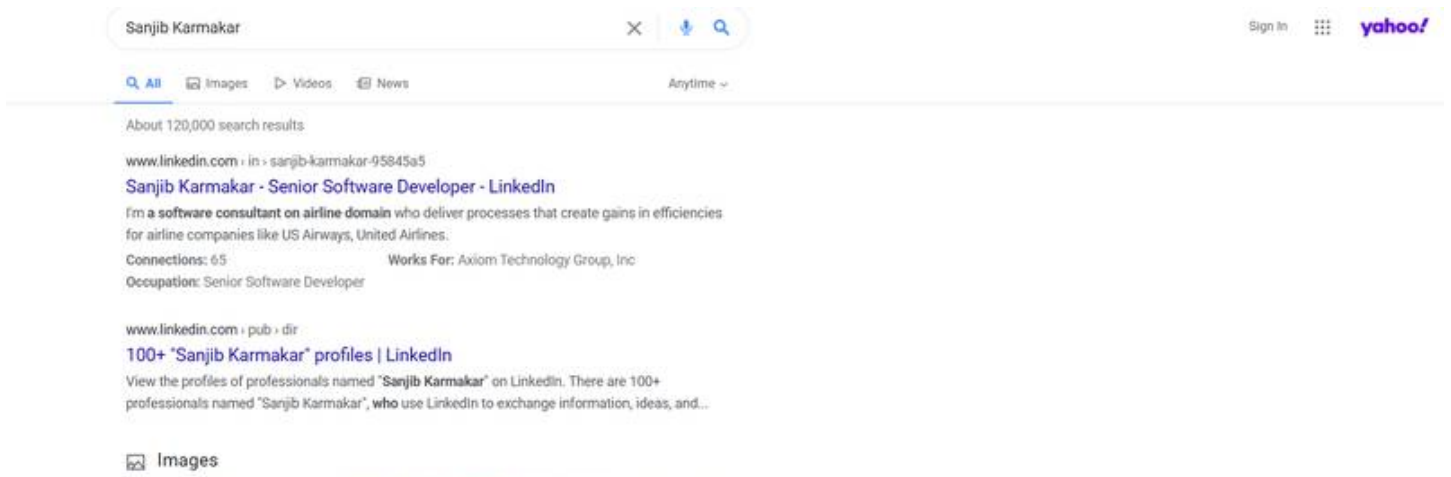 Sanjib Karmakar
Sign In
yahoo!
All Images Videos News Anytime
About 120,000 search results
www.linkedin.com › in › sanjib-karmakar-95845a5
Sanjib Karmakar - Senior Software Developer - LinkedIn
I'm a software consultant on airline domain who deliver processes that create gains in efficiencies
for airline companies like US Airways, United Airlines.
Connections: 65 Works For: Axiom Technology Group, Inc
Occupation: Senior Software Developer
www.linkedin.com › pub › dir
100+ "Sanjib Karmakar" profiles | LinkedIn
View the profiles of professionals named "Sanjib Karmakar" on LinkedIn. There are 100+
professionals named "Sanjib Karmakar", who use LinkedIn to exchange information, ideas, and...
Images